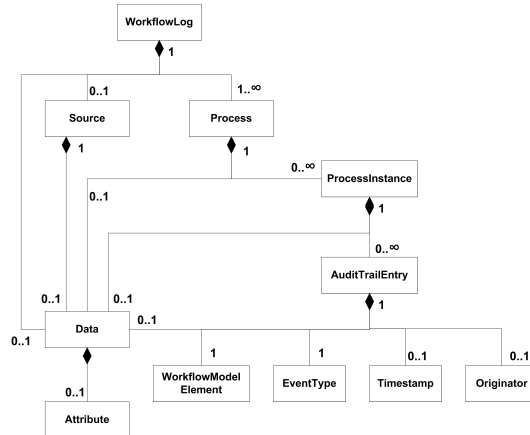 WorkflowLog
1
0..1
1..∞
Source
Process
1
1
0..∞
ProcessInstance
0..1
1
0..∞
AuditTrailEntry
0..1
0..1
0..1
1
Data
0..1
1
1
0..1
0..1
WorkflowModel
Element
EventType
Timestamp
Originator
0..1
Attribute